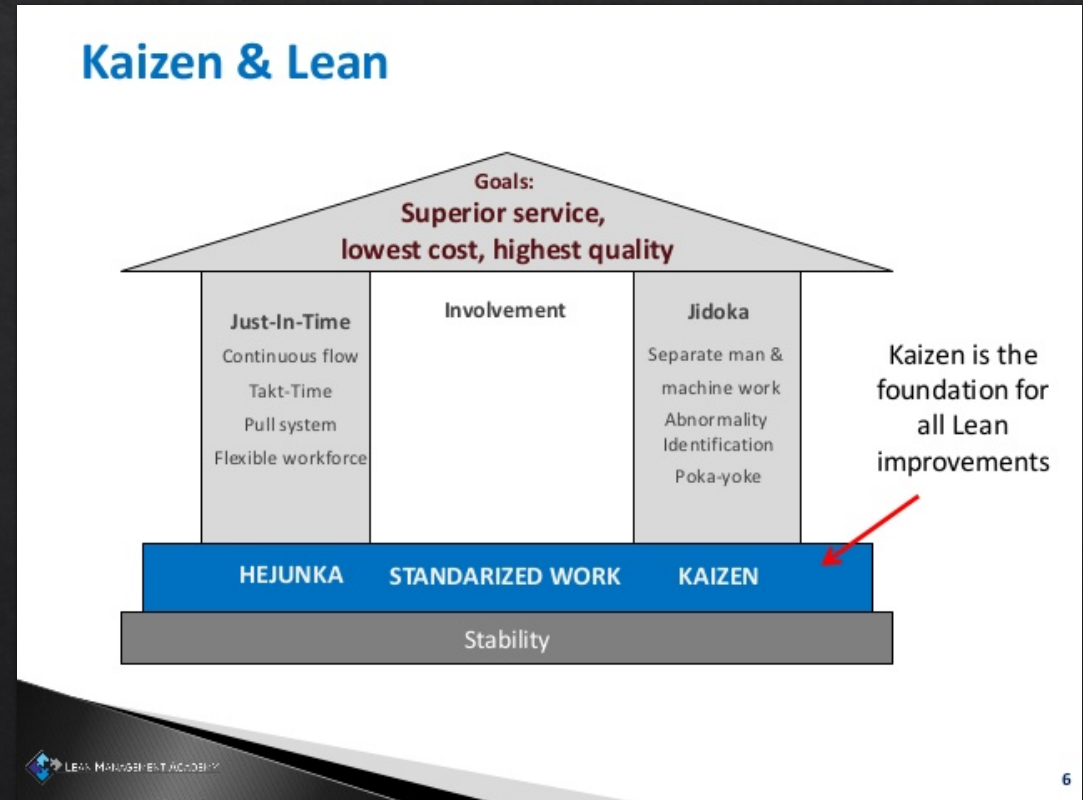 Kaizen & Lean
Goals:
Superior service,
lowest cost, highest quality
Just-In-Time
Continuous flow
Takt-Time
Pull system
Flexible workforce
Involvement
Jidoka
Separate man &
machine work
Abnormality
Identification
Poka-yoke
Kaizen is the
foundation for
all Lean
improvements
HEJUNKA STANDARIZED WORK KAIZEN
Stability
LEAN MANAGEMENT ACADEMY
6